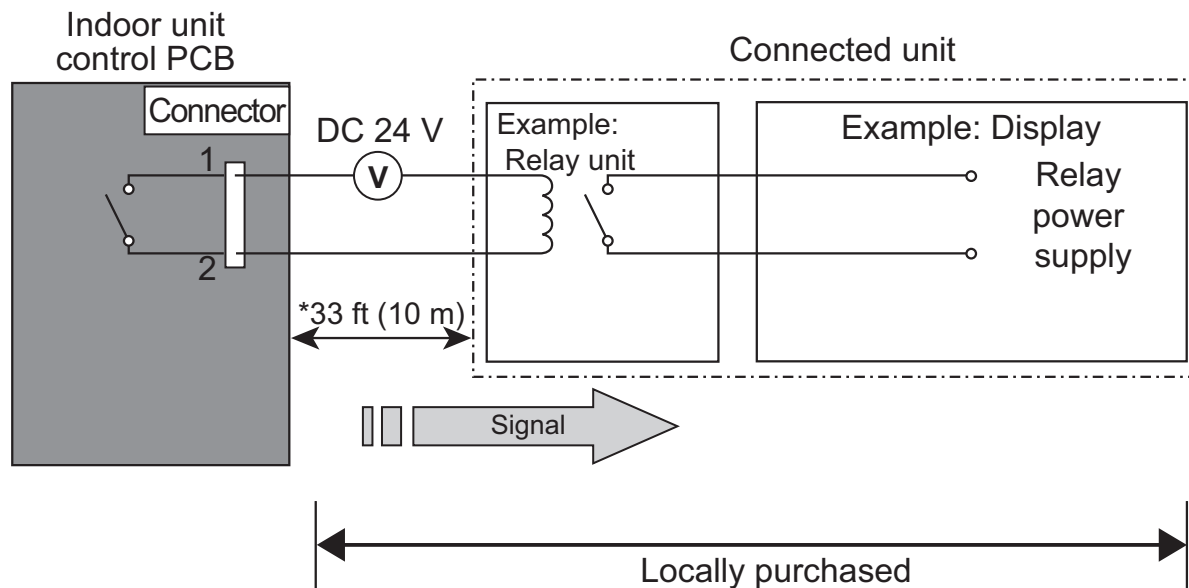 Indoor unit
control PCB
Connector
1
2
DC 24 V
V
*33 ft (10 m)
Connected unit
Example:
Relay unit
Example: Display
Relay
power
supply
Signal
Locally purchased